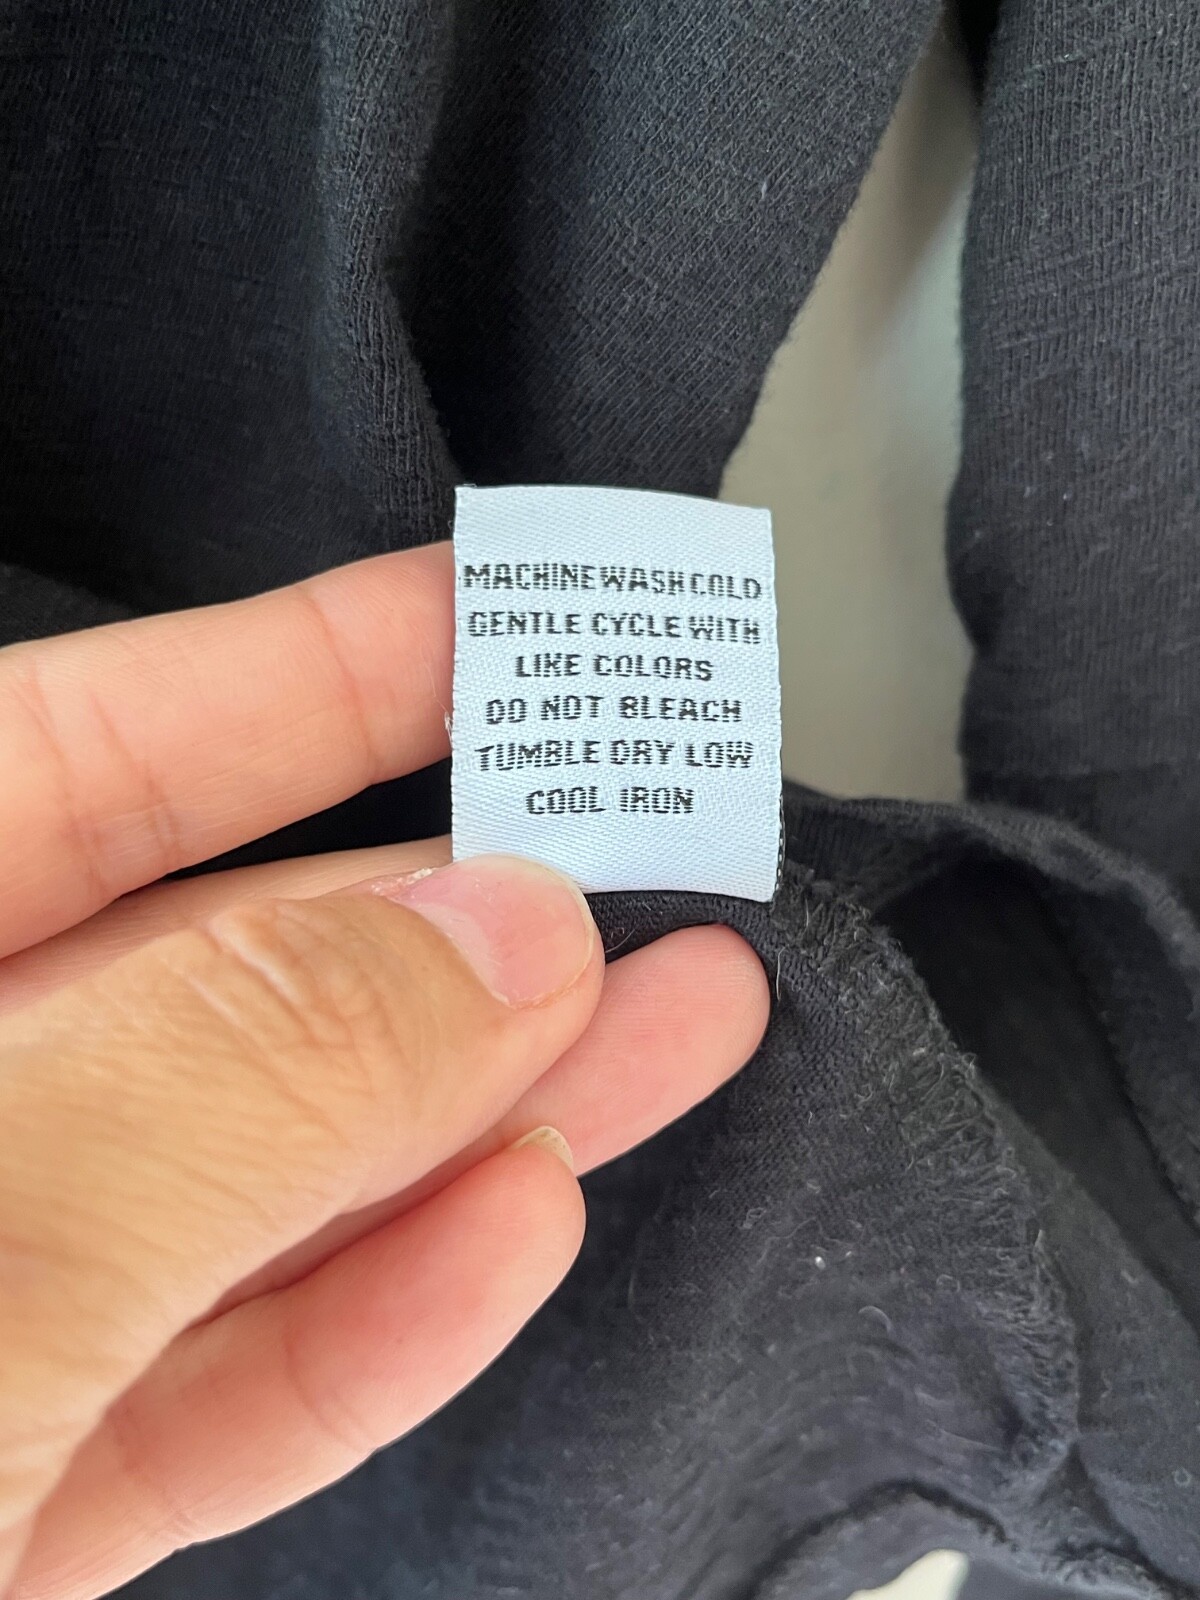 MACHINE WASH COLD
GENTLE CYCLE WITH
LIKE COLORS
DO NOT BLEACH
TUMBLE DRY LOW
COOL IRON